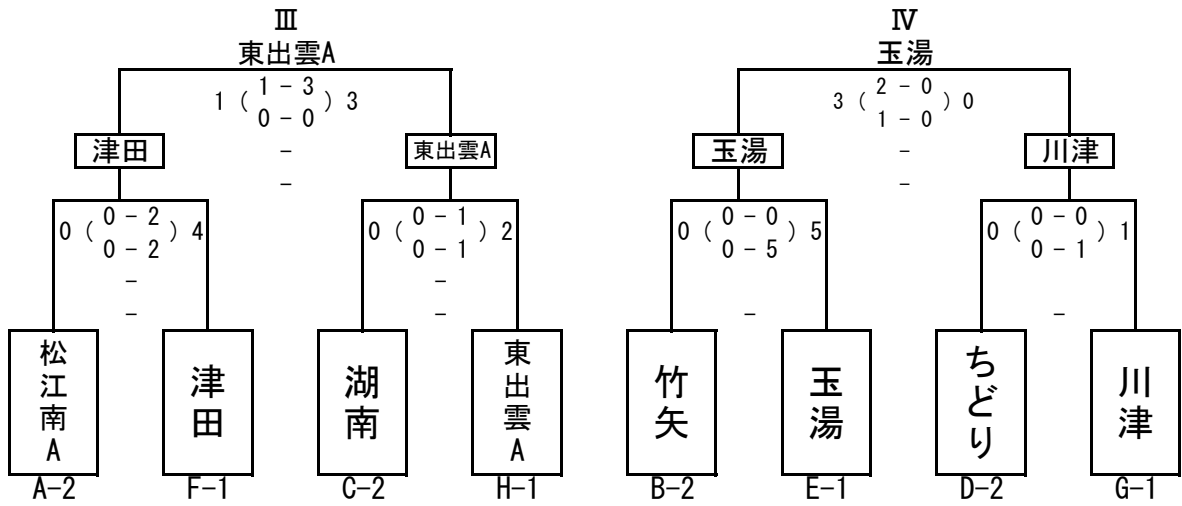 Ⅲ Ⅳ
東出雲A 玉湯
1 ( 1 - 3 ) 3 3 ( 2 - 0 ) 0
0 - 0 1 - 0
津田 - 東出雲A 玉湯 - 川津
- -
0 ( 0 - 2 ) 4 0 ( 0 - 1 ) 2 0 ( 0 - 0 ) 5 0 ( 0 - 0 ) 1
0 - 2 0 - 1 0 - 5 0 - 1
- -
- - - -
松江南A 津田 湖南 東出雲A 竹矢 玉湯 ちどり 川津
A-2 F-1 C-2 H-1 B-2 E-1 D-2 G-1